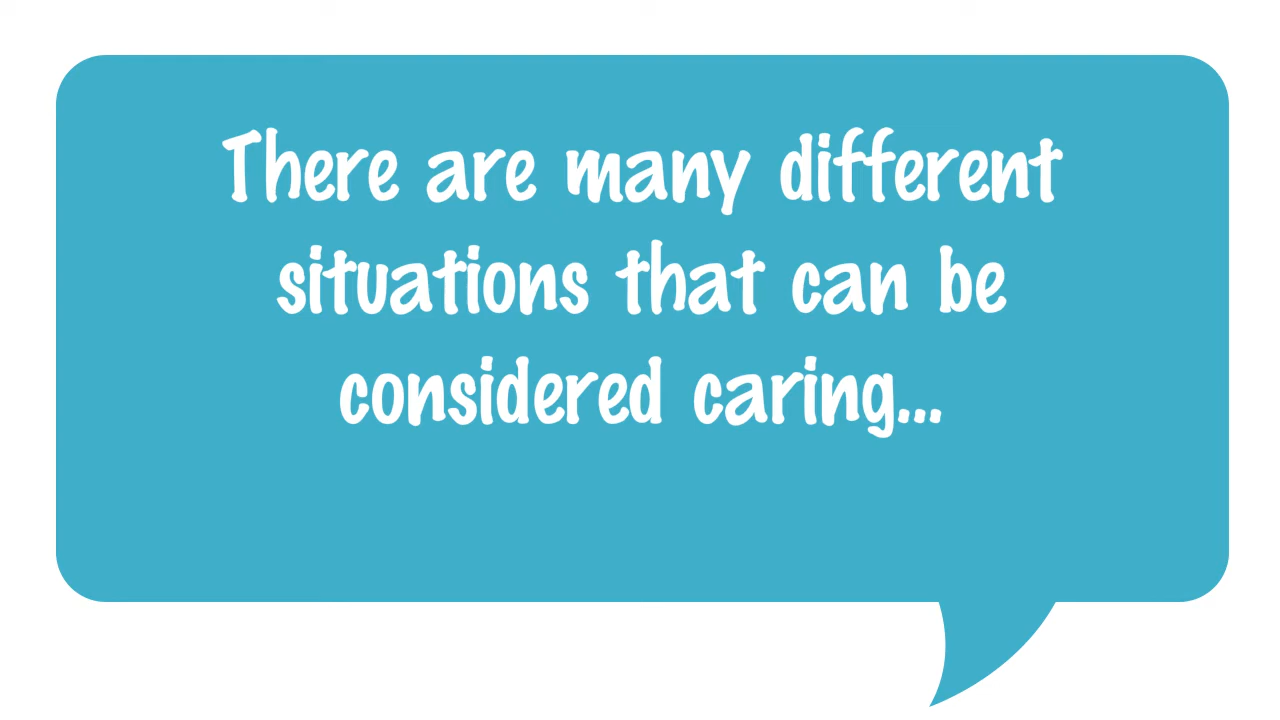 There are many different
situations that can be
considered caring...